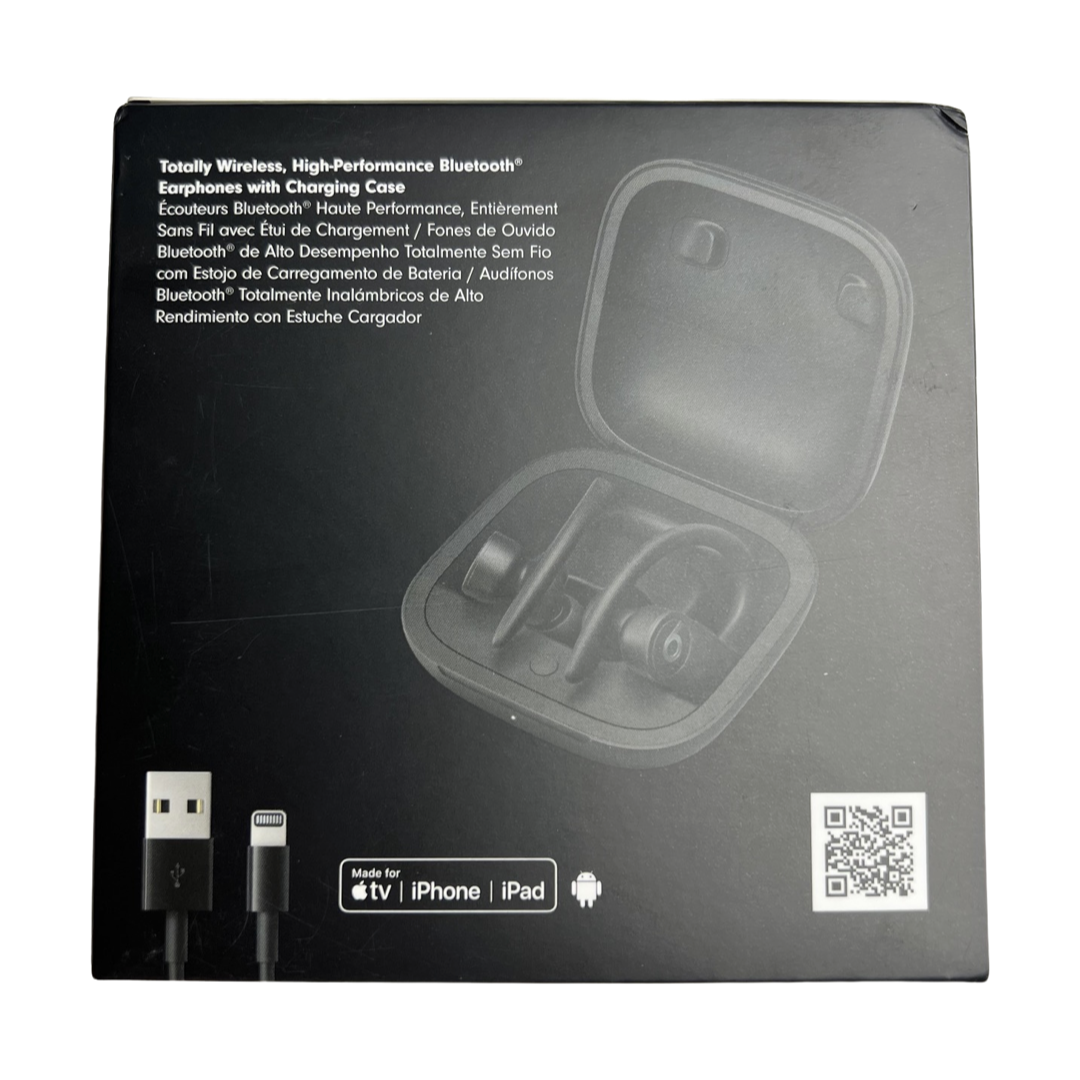 Totally Wireless, High-Performance Bluetooth®
Earphones with Charging Case
Écouteurs Bluetooth® Haute Performance, Entièrement
Sans Fil avec Étui de Chargement / Fones de Ouvido
Bluetooth® de Alto Desempenho Totalmente Sem Fio
com Estojo de Carregamento de Bateria / Audífonos
Bluetooth® Totalmente Inalámbricos de Alto
Rendimiento con Estuche Cargador
Made for
tv | iPhone | iPad